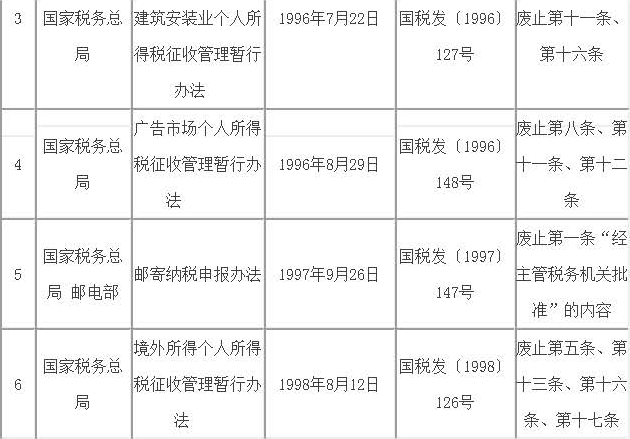 3
国家税务总
局
建筑安装业个人所
得税征收管理暂行
办法
1996年7月22日
国税发〔1996〕
127号
废止第十一条、
第十六条
4
国家税务总
局
广告市场个人所得
税征收管理暂行办
法
1996年8月29日
国税发〔1996〕
148号
废止第八条、第
十一条、第十二
条
5
国家税务总
局 邮电部
邮寄纳税申报办法
1997年9月26日
国税发〔1997〕
147号
废止第一条“经
主管税务机关批
准”的内容
6
国家税务总
局
境外所得个人所得
税征收管理暂行办
法
1998年8月12日
国税发〔1998〕
126号
废止第五条、第
十三条、第十六
条、第十七条